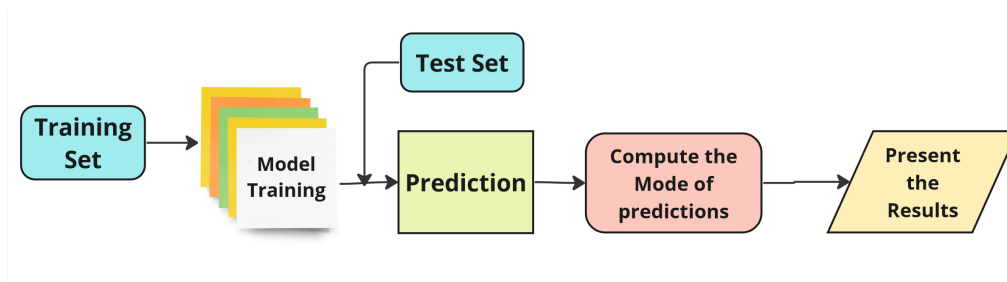 Training
Set
Model
Training
Test Set
Prediction
Compute the
Mode of
predictions
Present
the
Results